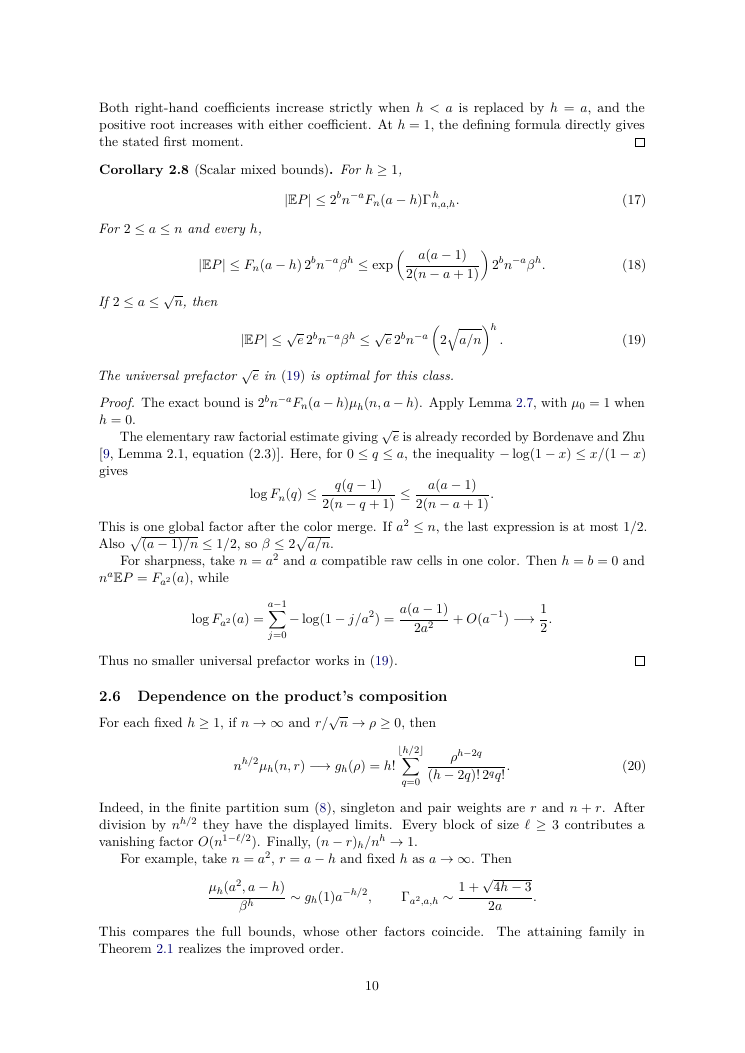 Both right-hand coefficients increase strictly when h < a is replaced by h = a, and the
positive root increases with either coefficient. At h = 1, the defining formula directly gives
the stated first moment. □
Corollary 2.8 (Scalar mixed bounds). For h ≥ 1,
|𝔼P| ≤ 2^b n^{−a} F_n(a − h)Γ^h_{n,a,h}. (17)
For 2 ≤ a ≤ n and every h,
|𝔼P| ≤ F_n(a − h) 2^b n^{−a} β^h ≤ exp ( a(a − 1) / 2(n − a + 1) ) 2^b n^{−a} β^h. (18)
If 2 ≤ a ≤ √n, then
|𝔼P| ≤ √e 2^b n^{−a} β^h ≤ √e 2^b n^{−a} (2√(a/n))^h. (19)
The universal prefactor √e in (19) is optimal for this class.
Proof. The exact bound is 2^b n^{−a} F_n(a − h)μ_h(n, a − h). Apply Lemma 2.7, with μ_0 = 1 when
h = 0.
The elementary raw factorial estimate giving √e is already recorded by Bordenave and Zhu
[9, Lemma 2.1, equation (2.3)]. Here, for 0 ≤ q ≤ a, the inequality − log(1 − x) ≤ x/(1 − x)
gives
log F_n(q) ≤ q(q − 1) / 2(n − q + 1) ≤ a(a − 1) / 2(n − a + 1).
This is one global factor after the color merge. If a² ≤ n, the last expression is at most 1/2.
Also √((a − 1)/n) ≤ 1/2, so β ≤ 2√(a/n).
For sharpness, take n = a² and a compatible raw cells in one color. Then h = b = 0 and
n^a 𝔼P = F_{a²}(a), while
log F_{a²}(a) = ∑_{j=0}^{a−1} − log(1 − j/a²) = a(a − 1) / 2a² + O(a^{−1}) ⟶ 1/2.
Thus no smaller universal prefactor works in (19). □
2.6 Dependence on the product's composition
For each fixed h ≥ 1, if n → ∞ and r/√n → ρ ≥ 0, then
n^{h/2} μ_h(n, r) ⟶ g_h(ρ) = h! ∑_{q=0}^{⌊h/2⌋} ρ^{h−2q} / (h − 2q)! 2^q q!. (20)
Indeed, in the finite partition sum (8), singleton and pair weights are r and n + r. After
division by n^{h/2} they have the displayed limits. Every block of size ℓ ≥ 3 contributes a
vanishing factor O(n^{1−ℓ/2}). Finally, (n − r)_h/n^h → 1.
For example, take n = a², r = a − h and fixed h as a → ∞. Then
μ_h(a², a − h) / β^h ∼ g_h(1)a^{−h/2}, Γ_{a²,a,h} ∼ (1 + √(4h − 3)) / 2a.
This compares the full bounds, whose other factors coincide. The attaining family in
Theorem 2.1 realizes the improved order.
10